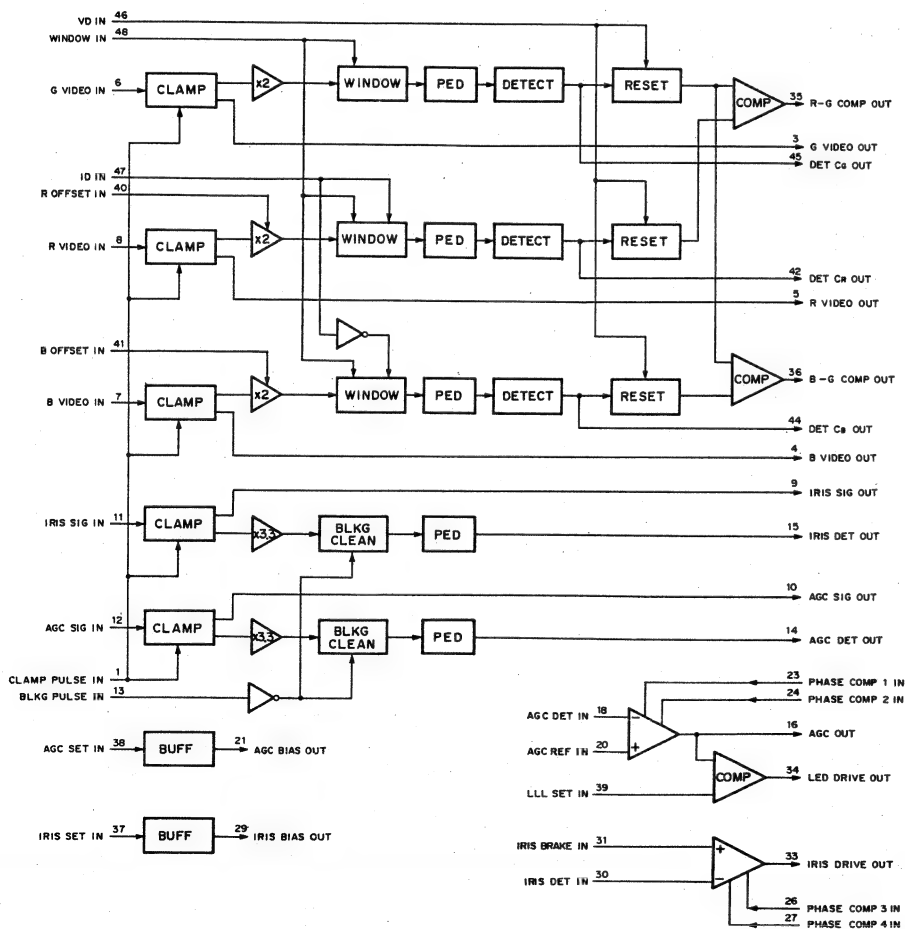 VD IN 46
WINDOW IN 48
G VIDEO IN 6 CLAMP x2 WINDOW PED DETECT RESET COMP 35 R-G COMP OUT
3 G VIDEO OUT
45 DET CG OUT
ID IN 47
R OFFSET IN 40
R VIDEO IN 8 CLAMP x2 WINDOW PED DETECT RESET
42 DET CR OUT
5 R VIDEO OUT
B OFFSET IN 41
B VIDEO IN 7 CLAMP x2 WINDOW PED DETECT RESET COMP 36 B-G COMP OUT
44 DET CB OUT
4 B VIDEO OUT
9 IRIS SIG OUT
IRIS SIG IN 11 CLAMP x3,3 BLKG CLEAN PED 15 IRIS DET OUT
10 AGC SIG OUT
AGC SIG IN 12 CLAMP x3,3 BLKG CLEAN PED 14 AGC DET OUT
CLAMP PULSE IN 1
BLKG PULSE IN 13
23 PHASE COMP 1 IN
24 PHASE COMP 2 IN
AGC DET IN 18 − 16 AGC OUT
AGC REF IN 20 +
AGC SET IN 38 BUFF 21 AGC BIAS OUT
COMP 34 LED DRIVE OUT
LLL SET IN 39
IRIS SET IN 37 BUFF 29 IRIS BIAS OUT
IRIS BRAKE IN 31 + 33 IRIS DRIVE OUT
IRIS DET IN 30 −
26 PHASE COMP 3 IN
27 PHASE COMP 4 IN